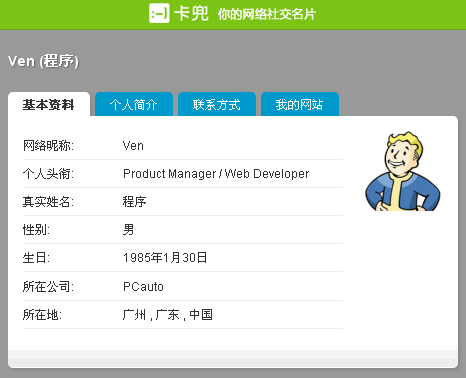 :-) 卡兜 你的网络社交名片
Ven (程序)
基本资料 个人简介 联系方式 我的网站
网络昵称: Ven
个人头衔: Product Manager / Web Developer
真实姓名: 程序
性别: 男
生日: 1985年1月30日
所在公司: PCauto
所在地: 广州 , 广东 , 中国